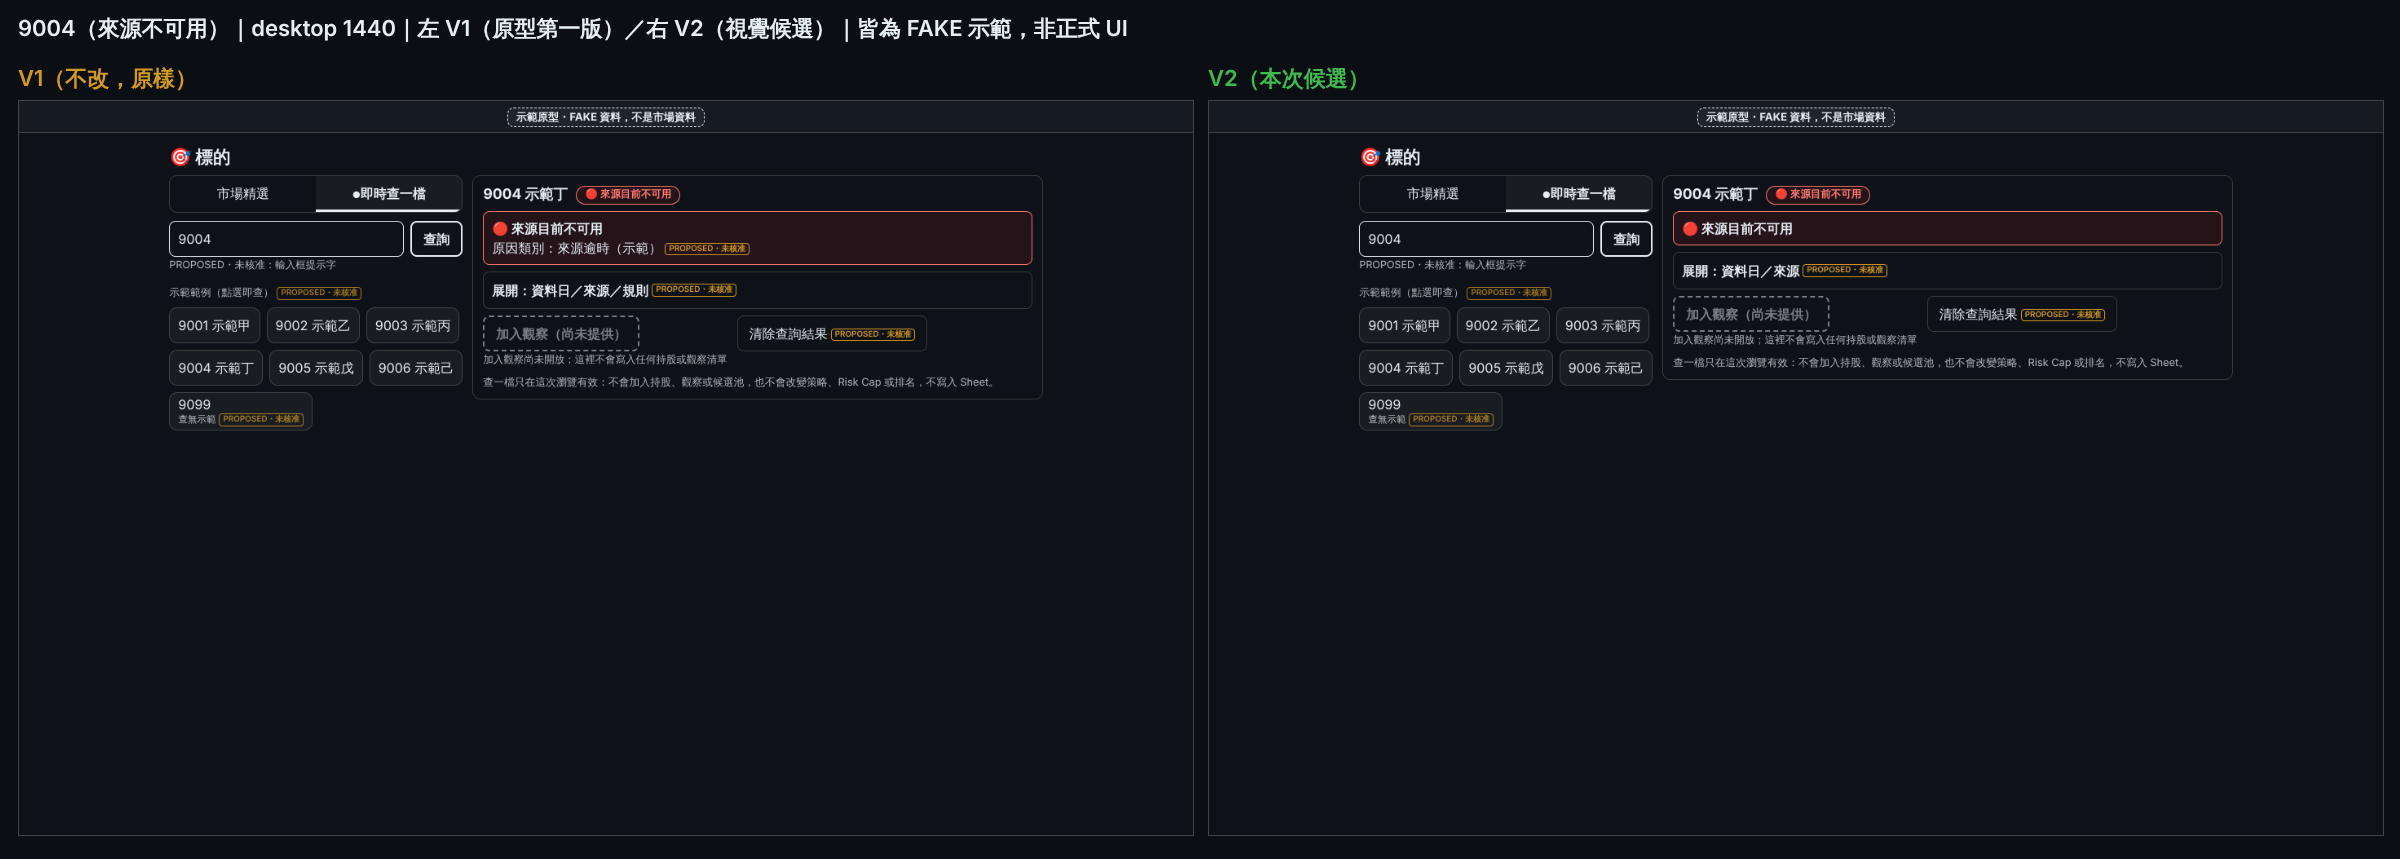 9004（來源不可用）｜desktop 1440｜左 V1（原型第一版）／右 V2（視覺候選）｜皆為 FAKE 示範，非正式 UI
V1（不改，原樣）
示範原型・FAKE 資料，不是市場資料
🎯 標的
市場精選
●即時查一檔
9004
查詢
PROPOSED・未核准：輸入框提示字
示範範例（點選即查） PROPOSED・未核准
9001 示範甲
9002 示範乙
9003 示範丙
9004 示範丁
9005 示範戊
9006 示範己
9099
查無示範 PROPOSED・未核准
9004 示範丁 🔴 來源目前不可用
🔴 來源目前不可用
原因類別：來源逾時（示範） PROPOSED・未核准
展開：資料日／來源／規則 PROPOSED・未核准
加入觀察（尚未提供）
清除查詢結果 PROPOSED・未核准
加入觀察尚未開放；這裡不會寫入任何持股或觀察清單
查一檔只在這次瀏覽有效：不會加入持股、觀察或候選池，也不會改變策略、Risk Cap 或排名，不寫入 Sheet。
V2（本次候選）
示範原型・FAKE 資料，不是市場資料
🎯 標的
市場精選
●即時查一檔
9004
查詢
PROPOSED・未核准：輸入框提示字
示範範例（點選即查） PROPOSED・未核准
9001 示範甲
9002 示範乙
9003 示範丙
9004 示範丁
9005 示範戊
9006 示範己
9099
查無示範 PROPOSED・未核准
9004 示範丁 🔴 來源目前不可用
🔴 來源目前不可用
展開：資料日／來源 PROPOSED・未核准
加入觀察（尚未提供）
清除查詢結果 PROPOSED・未核准
加入觀察尚未開放；這裡不會寫入任何持股或觀察清單
查一檔只在這次瀏覽有效：不會加入持股、觀察或候選池，也不會改變策略、Risk Cap 或排名，不寫入 Sheet。